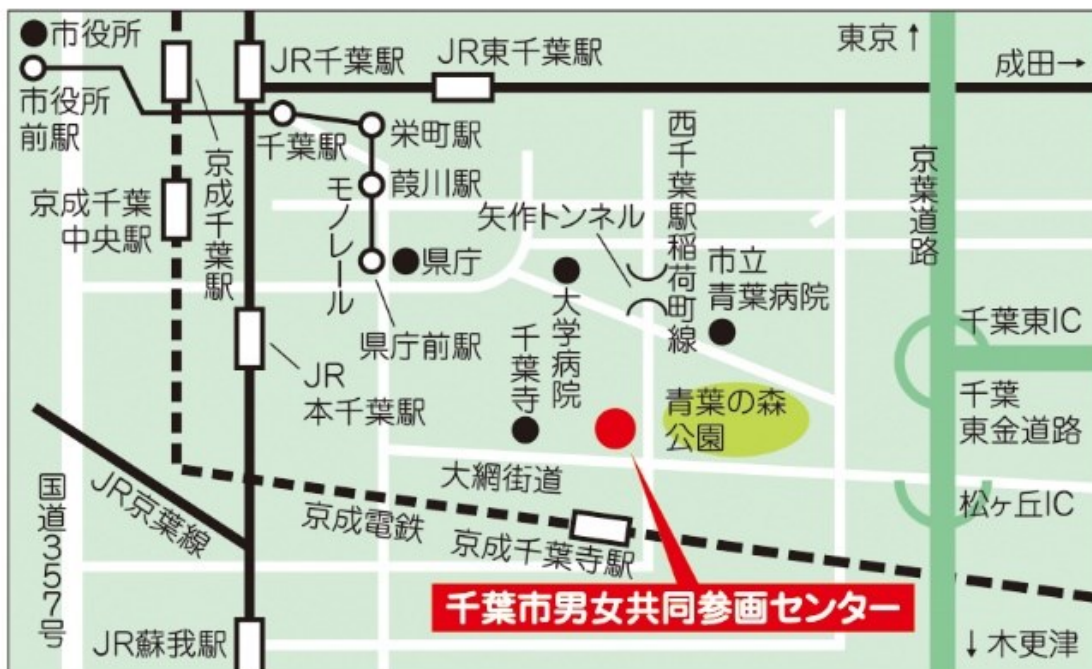 市役所
市役所
前駅
JR千葉駅
JR東千葉駅
東京↑
成田→
千葉駅
栄町駅
葭川駅
京成千葉駅
京成千葉
中央駅
モノレール
県庁
県庁前駅
JR
本千葉駅
矢作トンネル
西千葉駅稲荷町線
市立
青葉病院
大学病院
千葉寺
青葉の森
公園
京葉道路
千葉東IC
千葉
東金道路
松ヶ丘IC
大網街道
京成電鉄
京成千葉寺駅
JR京葉線
国道357号
JR蘇我駅
千葉市男女共同参画センター
↓木更津